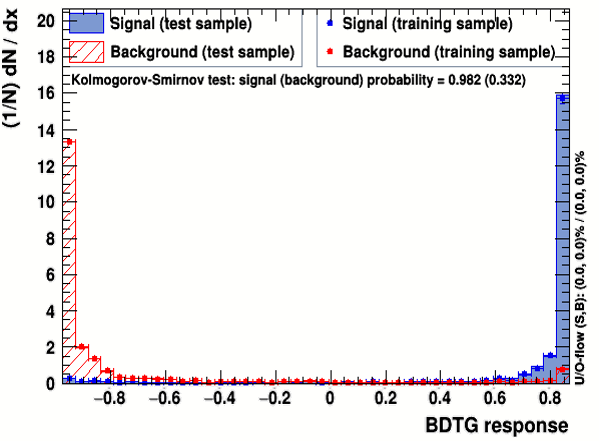 Signal (test sample)
Signal (training sample)
Background (test sample)
Background (training sample)
Kolmogorov-Smirnov test: signal (background) probability = 0.982 (0.332)
(1/N) dN / dx
20
18
16
14
12
10
8
6
4
2
0
−0.8 −0.6 −0.4 −0.2 0 0.2 0.4 0.6 0.8
BDTG response
U/O-flow (S,B): (0.0, 0.0)% / (0.0, 0.0)%